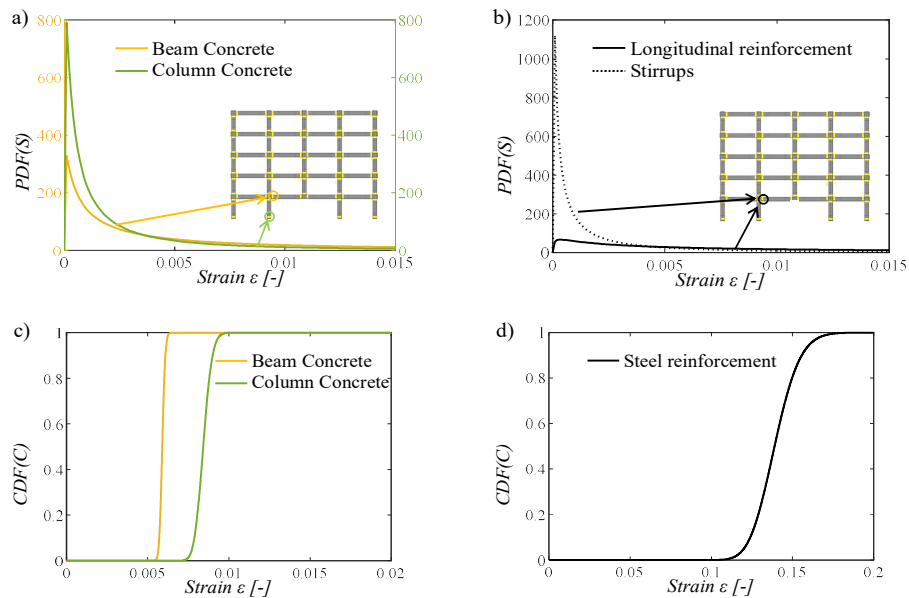 a)
800
600
400
200
0
PDF(S)
Beam Concrete
Column Concrete
800
600
400
200
0
0
0.005
0.01
0.015
Strain ε [-]
b)
1200
1000
800
600
400
200
0
PDF(S)
Longitudinal reinforcement
Stirrups
0
0.005
0.01
0.015
Strain ε [-]
c)
1
0.8
0.6
0.4
0.2
0
CDF(C)
Beam Concrete
Column Concrete
0
0.005
0.01
0.015
0.02
Strain ε [-]
d)
1
0.8
0.6
0.4
0.2
0
CDF(C)
Steel reinforcement
0
0.05
0.1
0.15
0.2
Strain ε [-]